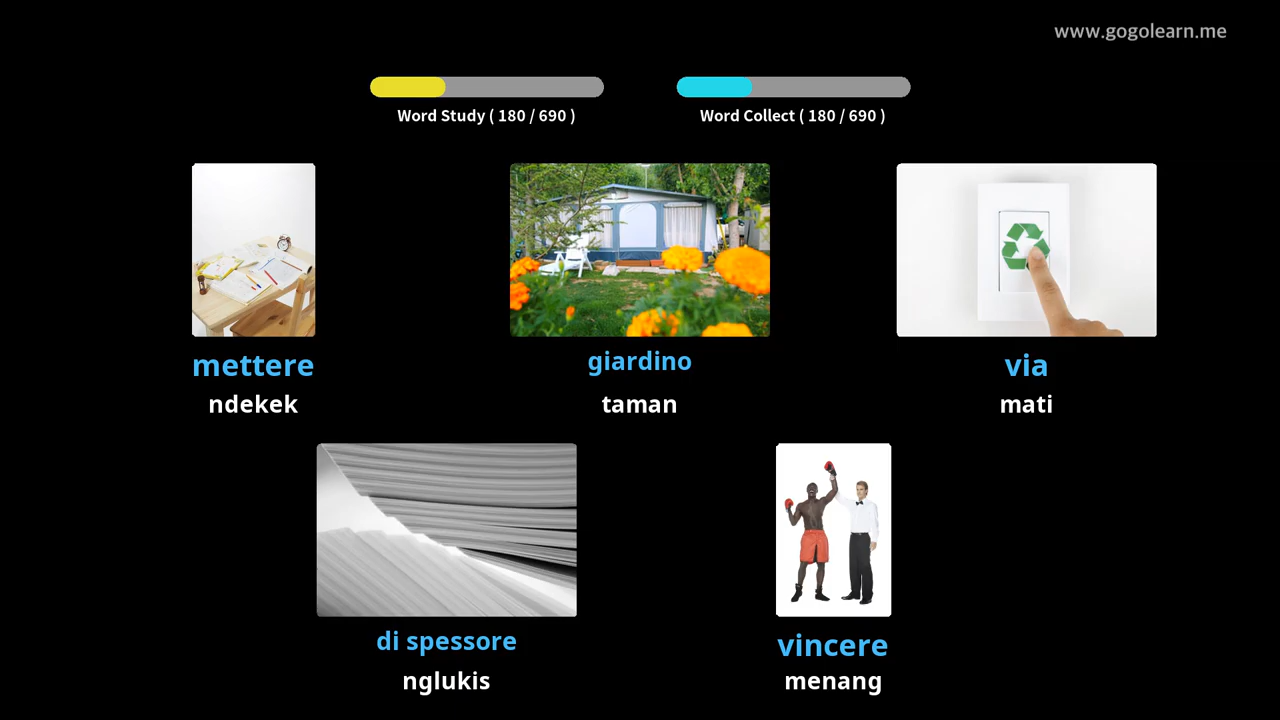 www.gogolearn.me
Word Study ( 180 / 690 )
Word Collect ( 180 / 690 )
mettere
ndekek
giardino
taman
via
mati
di spessore
nglukis
vincere
menang